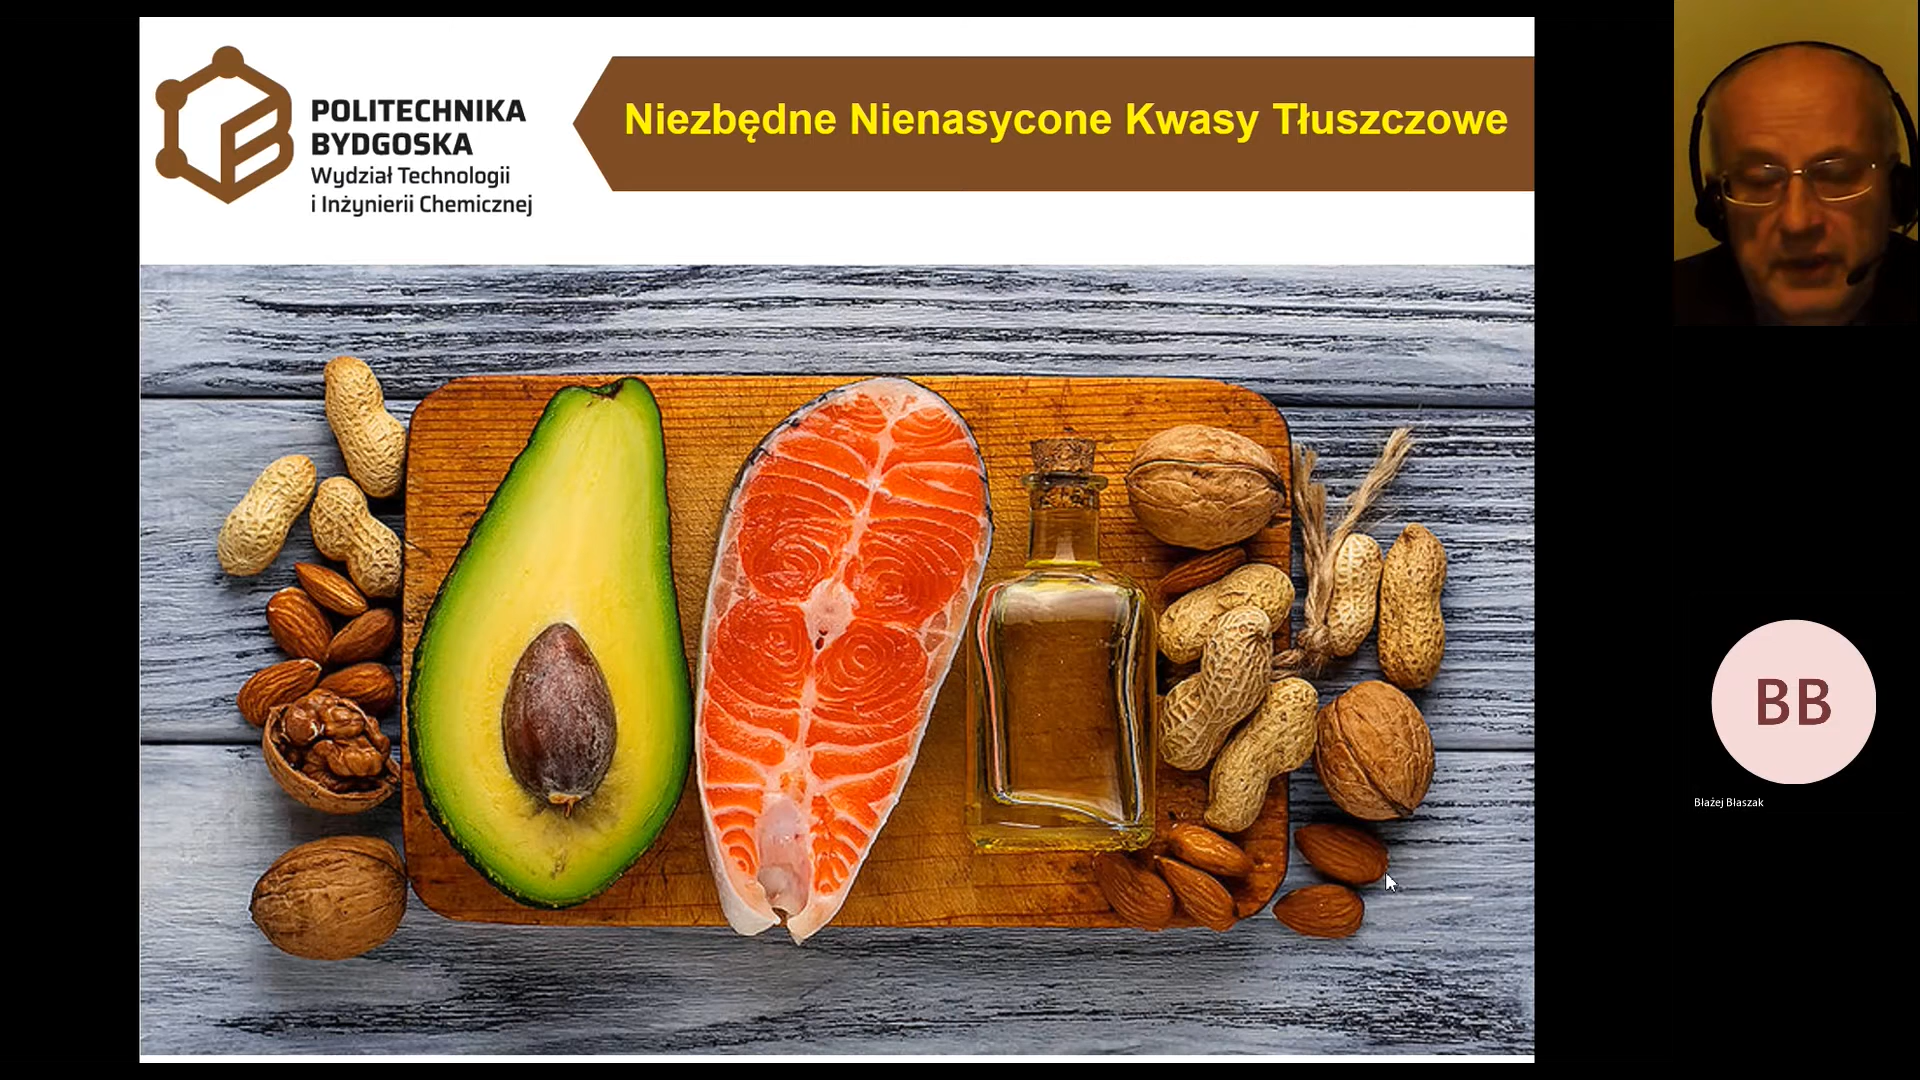 POLITECHNIKA
BYDGOSKA
Wydział Technologii
i Inżynierii Chemicznej
Niezbędne Nienasycone Kwasy Tłuszczowe
BB
Błażej Błaszak